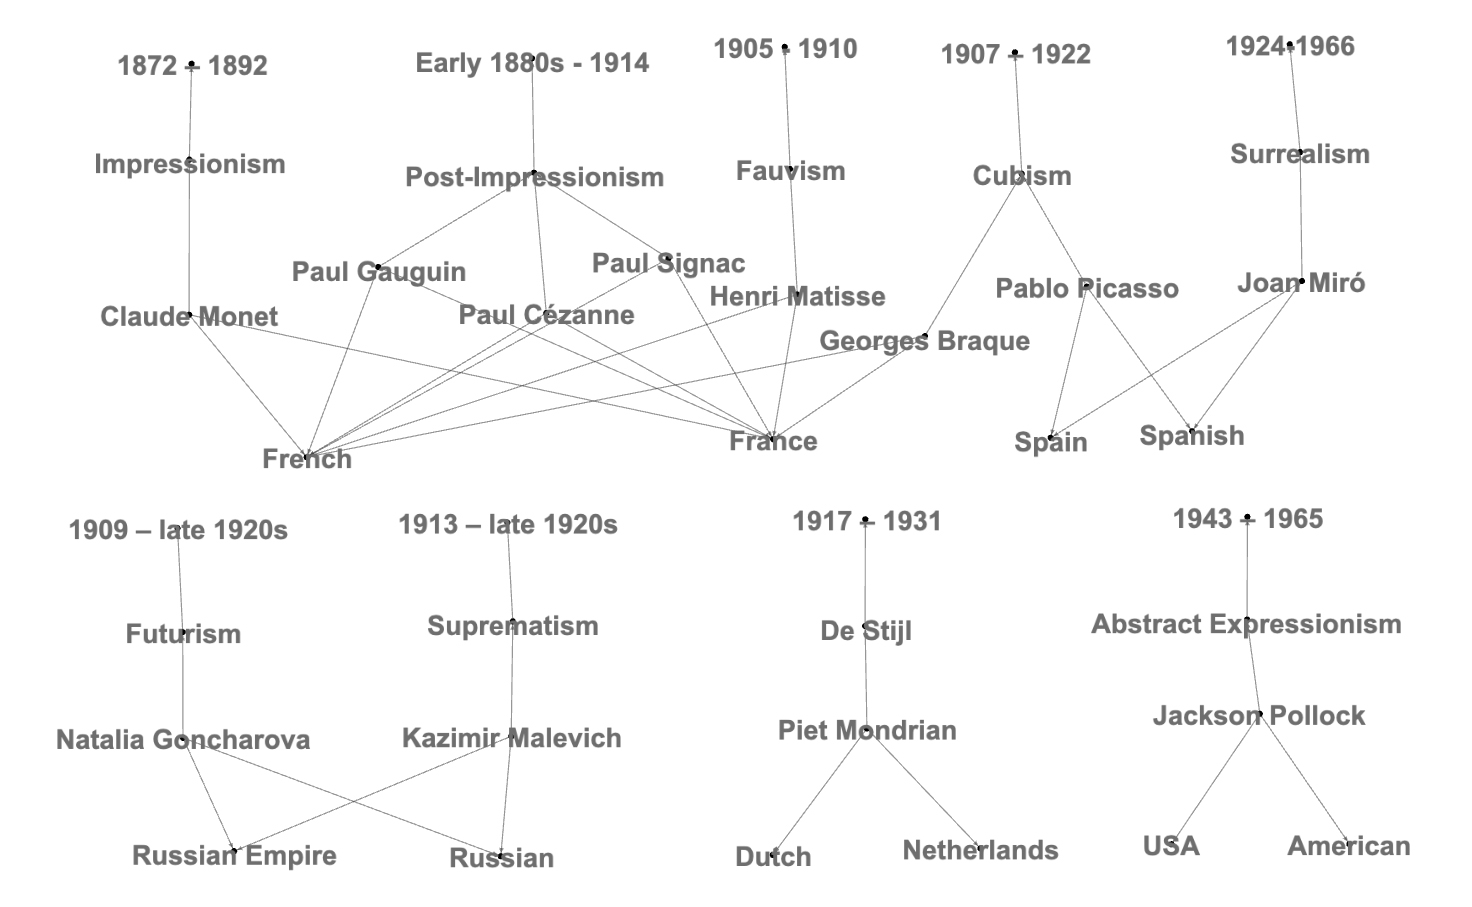 1872 – 1892
Early 1880s - 1914
1905 - 1910
1907 – 1922
1924-1966
Impressionism
Post-Impressionism
Fauvism
Cubism
Surrealism
Paul Gauguin
Paul Signac
Claude Monet
Paul Cézanne
Henri Matisse
Georges Braque
Pablo Picasso
Joan Miró
French
France
Spain
Spanish
1909 – late 1920s
1913 – late 1920s
1917 – 1931
1943 – 1965
Futurism
Suprematism
De Stijl
Abstract Expressionism
Natalia Goncharova
Kazimir Malevich
Piet Mondrian
Jackson Pollock
Russian Empire
Russian
Dutch
Netherlands
USA
American